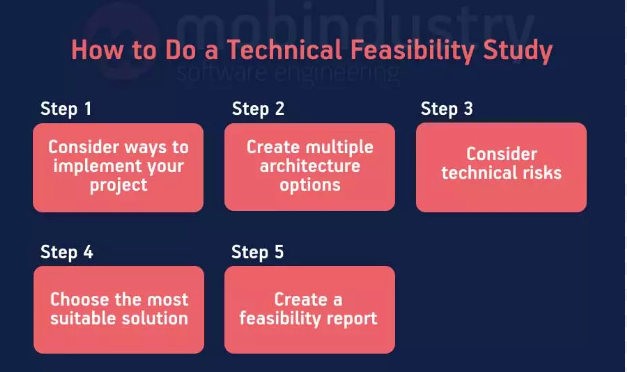 mobindustry
software engineering
How to Do a Technical Feasibility Study
Step 1
Consider ways to
implement your
project
Step 2
Create multiple
architecture
options
Step 3
Consider
technical risks
Step 4
Choose the most
suitable solution
Step 5
Create a
feasibility report